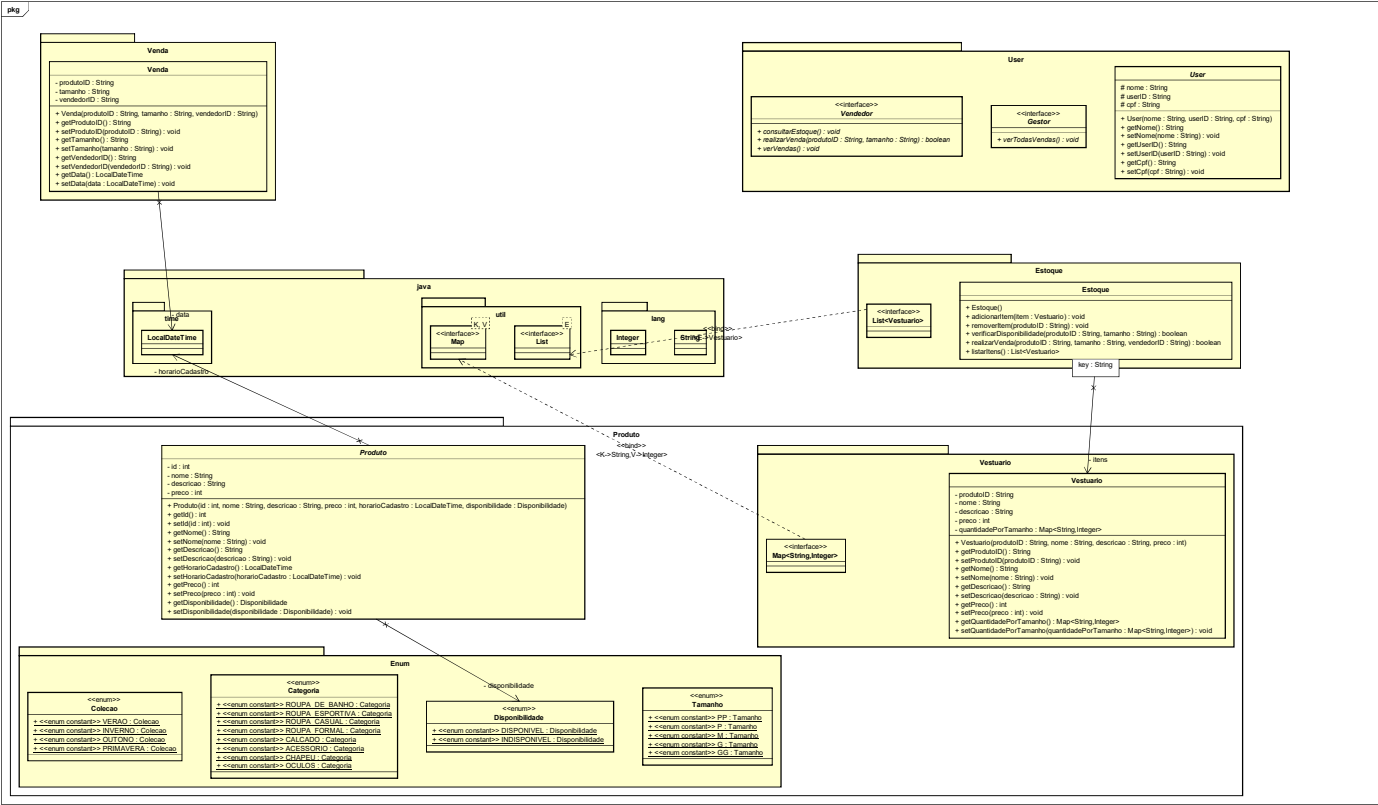 pkg
Venda
Venda
- produtoID : String
- tamanho : String
- vendedorID : String
+ Venda(produtoID : String, tamanho : String, vendedorID : String)
+ getProdutoID() : String
+ setProdutoID(produtoID : String) : void
+ getTamanho() : String
+ setTamanho(tamanho : String) : void
+ getVendedorID() : String
+ setVendedorID(vendedorID : String) : void
+ getData() : LocalDateTime
+ setData(data : LocalDateTime) : void
User
<<interface>>
Vendedor
+ consultarEstoque() : void
+ realizarVenda(produtoID : String, tamanho : String) : boolean
+ verVendas() : void
<<interface>>
Gestor
+ verTodasVendas() : void
User
# nome : String
# userID : String
# cpf : String
+ User(nome : String, userID : String, cpf : String)
+ getNome() : String
+ setNome(nome : String) : void
+ getUserID() : String
+ setUserID(userID : String) : void
+ getCpf() : String
+ setCpf(cpf : String) : void
java
time
- data
LocalDateTime
- horarioCadastro
util
K, V
<<interface>>
Map
E
<<interface>>
List
lang
Integer
String
<<bind>>
<E->Vestuario>
Estoque
<<interface>>
List<Vestuario>
Estoque
+ Estoque()
+ adicionarItem(item : Vestuario) : void
+ removerItem(produtoID : String) : void
+ verificarDisponibilidade(produtoID : String, tamanho : String) : boolean
+ realizarVenda(produtoID : String, tamanho : String, vendedorID : String) : boolean
+ listarItens() : List<Vestuario>
key : String
Produto
<<bind>>
<K->String,V->Integer>
Produto
- id : int
- nome : String
- descricao : String
- preco : int
+ Produto(id : int, nome : String, descricao : String, preco : int, horarioCadastro : LocalDateTime, disponibilidade : Disponibilidade)
+ getId() : int
+ setId(id : int) : void
+ getNome() : String
+ setNome(nome : String) : void
+ getDescricao() : String
+ setDescricao(descricao : String) : void
+ getHorarioCadastro() : LocalDateTime
+ setHorarioCadastro(horarioCadastro : LocalDateTime) : void
+ getPreco() : int
+ setPreco(preco : int) : void
+ getDisponibilidade() : Disponibilidade
+ setDisponibilidade(disponibilidade : Disponibilidade) : void
Vestuario
- itens
<<interface>>
Map<String,Integer>
Vestuario
- produtoID : String
- nome : String
- descricao : String
- preco : int
- quantidadePorTamanho : Map<String,Integer>
+ Vestuario(produtoID : String, nome : String, descricao : String, preco : int)
+ getProdutoID() : String
+ setProdutoID(produtoID : String) : void
+ getNome() : String
+ setNome(nome : String) : void
+ getDescricao() : String
+ setDescricao(descricao : String) : void
+ getPreco() : int
+ setPreco(preco : int) : void
+ getQuantidadePorTamanho() : Map<String,Integer>
+ setQuantidadePorTamanho(quantidadePorTamanho : Map<String,Integer>) : void
Enum
- disponibilidade
<<enum>>
Colecao
+ <<enum constant>> VERAO : Colecao
+ <<enum constant>> INVERNO : Colecao
+ <<enum constant>> OUTONO : Colecao
+ <<enum constant>> PRIMAVERA : Colecao
<<enum>>
Categoria
+ <<enum constant>> ROUPA_DE_BANHO : Categoria
+ <<enum constant>> ROUPA_ESPORTIVA : Categoria
+ <<enum constant>> ROUPA_CASUAL : Categoria
+ <<enum constant>> ROUPA_FORMAL : Categoria
+ <<enum constant>> CALCADO : Categoria
+ <<enum constant>> ACESSORIO : Categoria
+ <<enum constant>> CHAPEU : Categoria
+ <<enum constant>> OCULOS : Categoria
<<enum>>
Disponibilidade
+ <<enum constant>> DISPONIVEL : Disponibilidade
+ <<enum constant>> INDISPONIVEL : Disponibilidade
<<enum>>
Tamanho
+ <<enum constant>> PP : Tamanho
+ <<enum constant>> P : Tamanho
+ <<enum constant>> M : Tamanho
+ <<enum constant>> G : Tamanho
+ <<enum constant>> GG : Tamanho